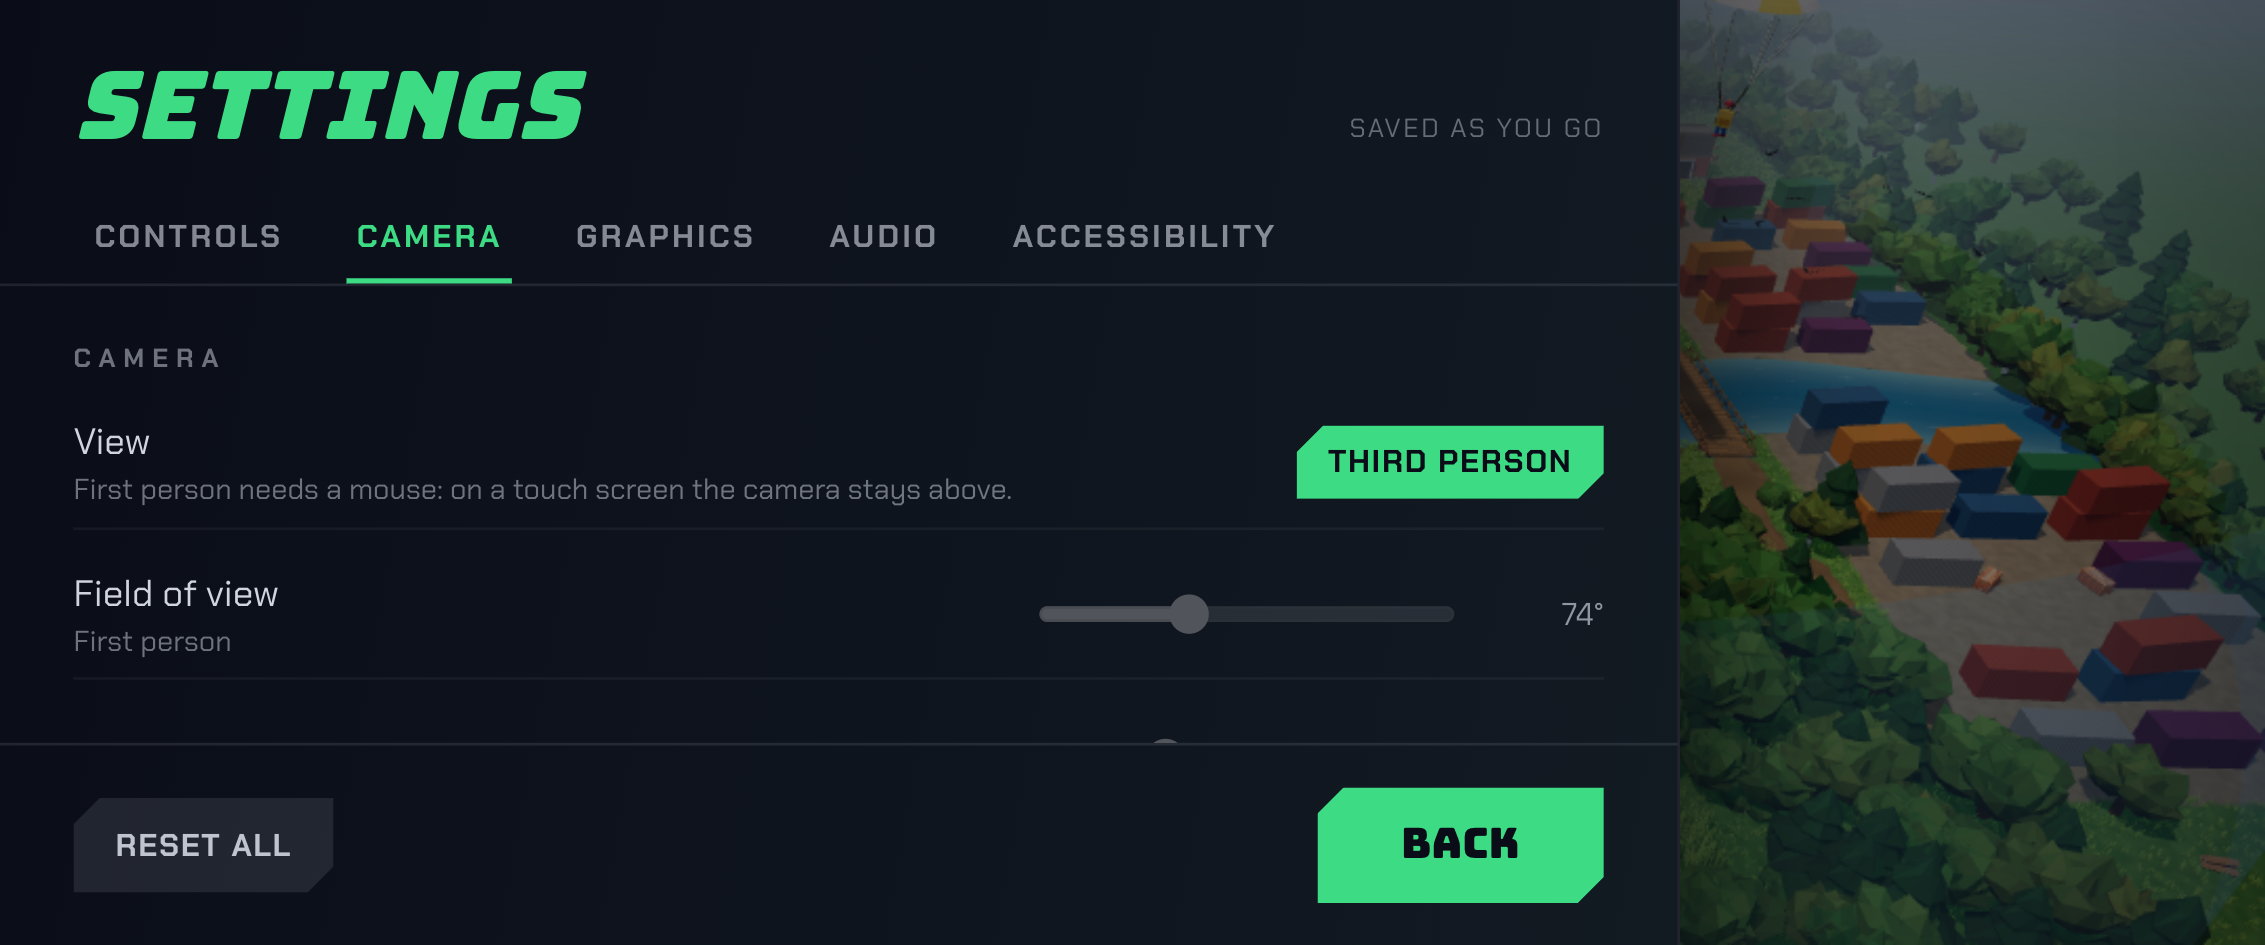 SETTINGS
SAVED AS YOU GO
CONTROLS CAMERA GRAPHICS AUDIO ACCESSIBILITY
CAMERA
View
First person needs a mouse: on a touch screen the camera stays above.
THIRD PERSON
Field of view
First person
74°
RESET ALL
BACK